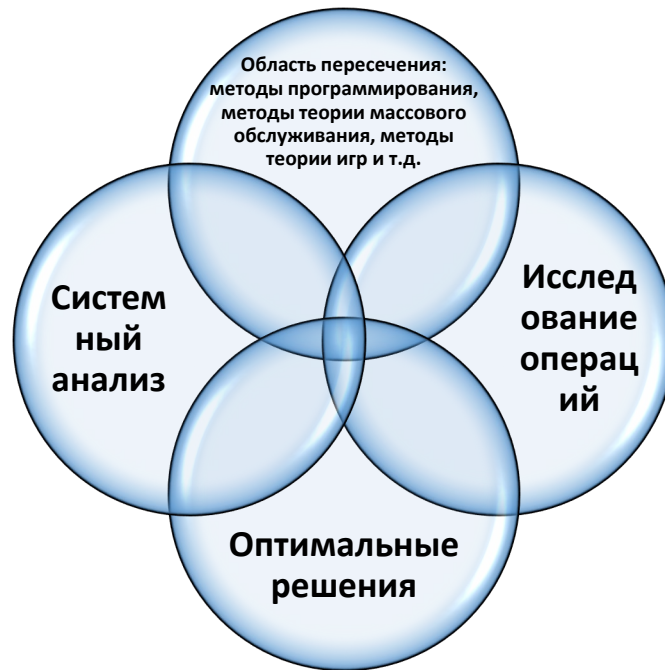 Область пересечения:
методы программирования,
методы теории массового
обслуживания, методы
теории игр и т.д.
Систем
ный
анализ
Исслед
ование
операц
ий
Оптимальные
решения